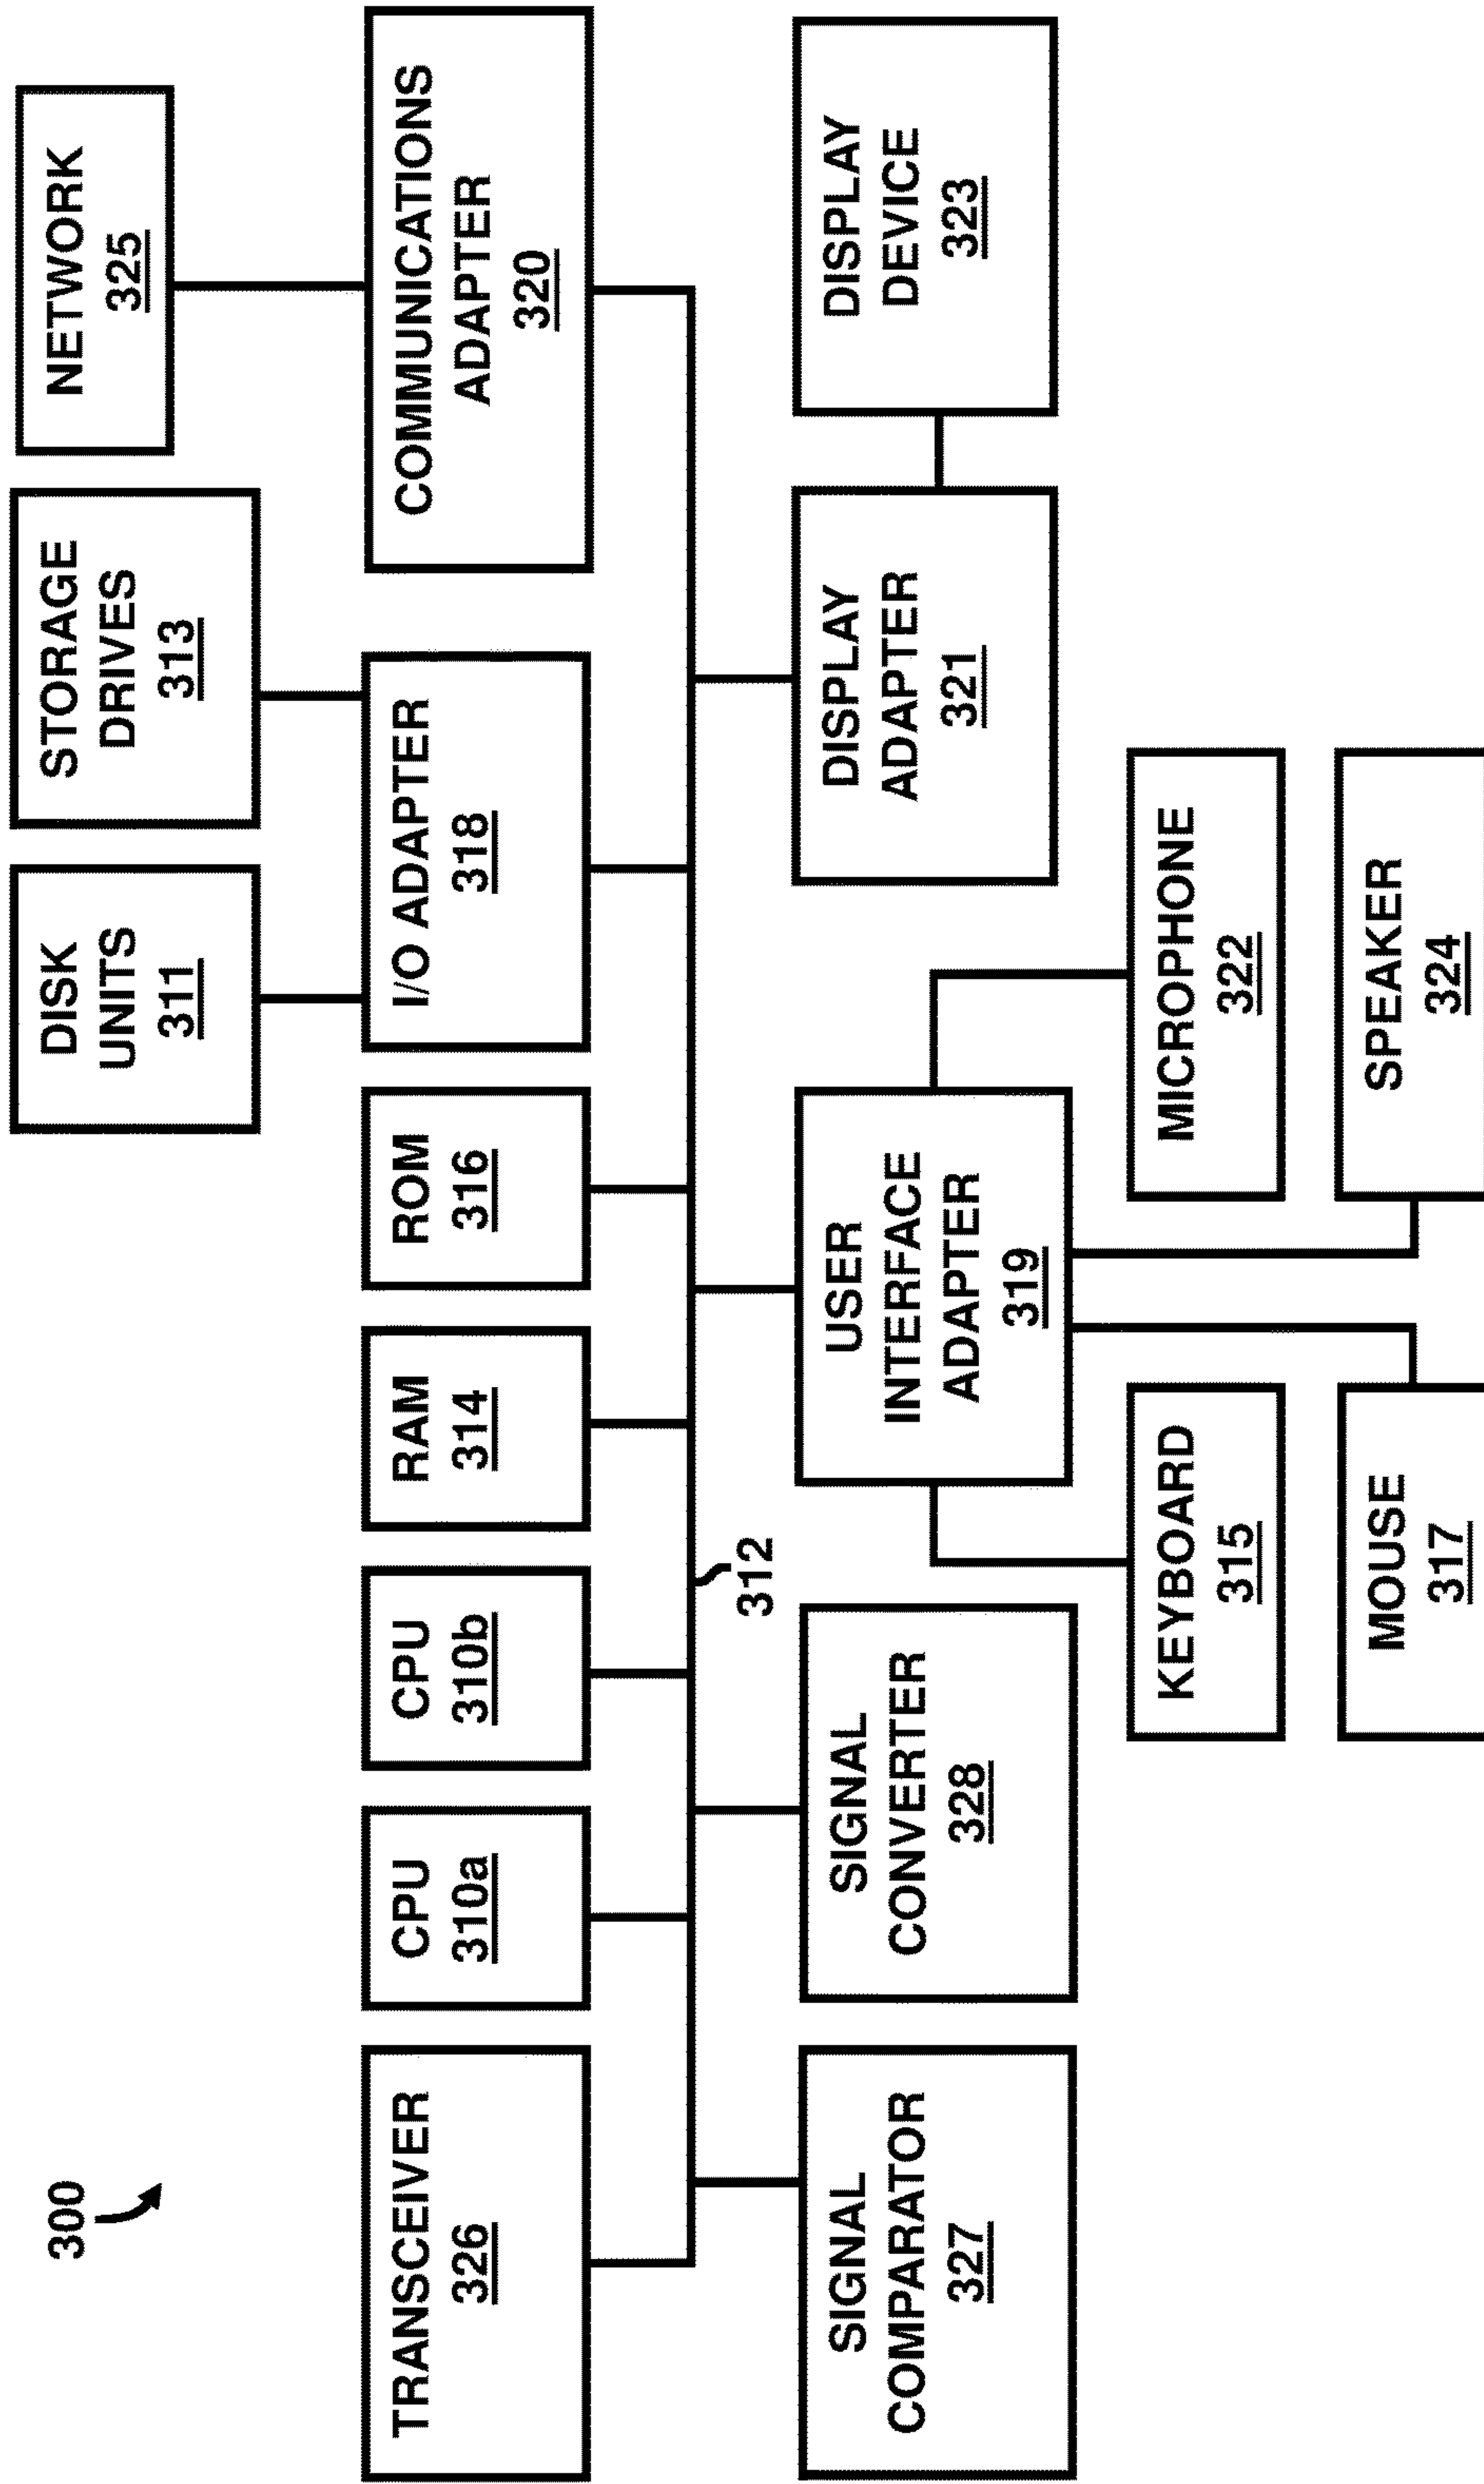 300
DISK
UNITS
311
STORAGE
DRIVES
313
NETWORK
325
TRANSCEIVER
326
CPU
310a
CPU
310b
RAM
314
ROM
316
I/O ADAPTER
318
COMMUNICATIONS
ADAPTER
320
312
SIGNAL
COMPARATOR
327
SIGNAL
CONVERTER
328
USER
INTERFACE
ADAPTER
319
DISPLAY
ADAPTER
321
DISPLAY
DEVICE
323
KEYBOARD
315
MICROPHONE
322
MOUSE
317
SPEAKER
324